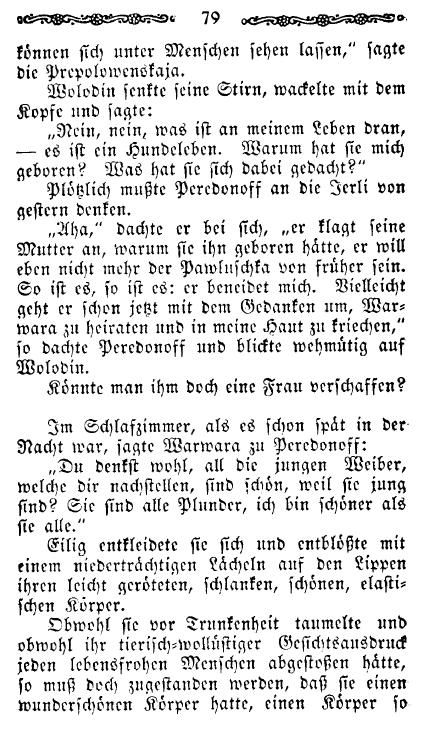 79
können sich unter Menschen sehen lassen,“ sagte
die Prepolowenskaja.
Wolodin senkte seine Stirn, wackelte mit dem
Kopfe und sagte:
„Nein, nein, was ist an meinem Leben dran,
— es ist ein Hundeleben. Warum hat sie mich
geboren? Was hat sie sich dabei gedacht?“
Plötzlich mußte Peredonoff an die Jerli von
gestern denken.
„Aha,“ dachte er bei sich, „er klagt seine
Mutter an, warum sie ihn geboren hätte, er will
eben nicht mehr der Pawluschka von früher sein.
So ist es, so ist es: er beneidet mich. Vielleicht
geht er schon jetzt mit dem Gedanken um, War-
wara zu heiraten und in meine Haut zu kriechen,“
so dachte Peredonoff und blickte wehmütig auf
Wolodin.
Könnte man ihm doch eine Frau verschaffen?
Im Schlafzimmer, als es schon spät in der
Nacht war, sagte Warwara zu Peredonoff:
„Du denkst wohl, all die jungen Weiber,
welche dir nachstellen, sind schön, weil sie jung
sind? Sie sind alle Plunder, ich bin schöner als
sie alle.“
Eilig entkleidete sie sich und entblößte mit
einem niederträchtigen Lächeln auf den Lippen
ihren leicht geröteten, schlanken, schönen, elasti-
schen Körper.
Obwohl sie vor Trunkenheit taumelte und
obwohl ihr tierisch-wollüstiger Gesichtsausdruck
jeden lebensfrohen Menschen abgestoßen hätte,
so muß doch zugestanden werden, daß sie einen
wunderschönen Körper hatte, einen Körper so